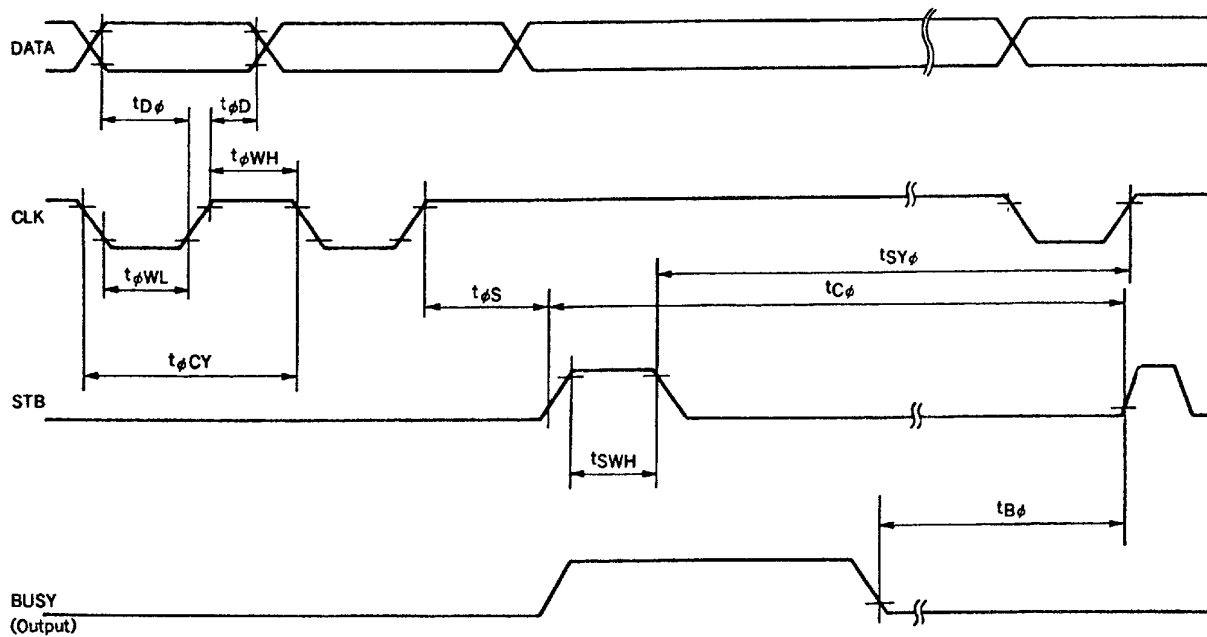 DATA
tDφ
tφD
tφWH
CLK
tφWL
tSYφ
tφS
tCφ
tφCY
STB
tSWH
tBφ
BUSY
(Output)